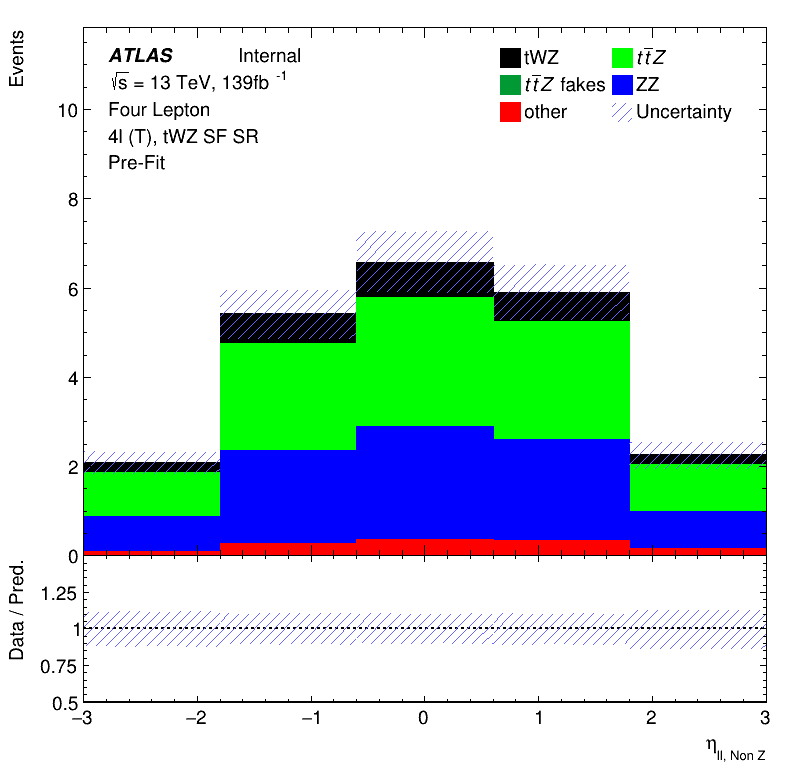 Events
ATLAS Internal
√s = 13 TeV, 139fb -1
Four Lepton
4l (T), tWZ SF SR
Pre-Fit
tWZ tt̅Z
tt̅Z fakes ZZ
other Uncertainty
10
8
6
4
2
0
Data / Pred.
1.25
1
0.75
0.5
−3 −2 −1 0 1 2 3
η ll, Non Z